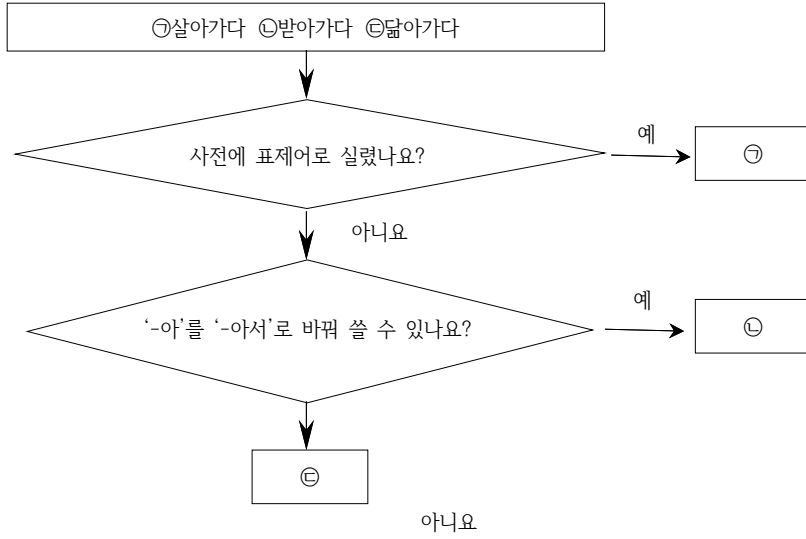 ㉠살아가다 ㉡받아가다 ㉢닮아가다
사전에 표제어로 실렸나요?
예
㉠
아니요
‘-아’를 ‘-아서’로 바꿔 쓸 수 있나요?
예
㉡
㉢
아니요